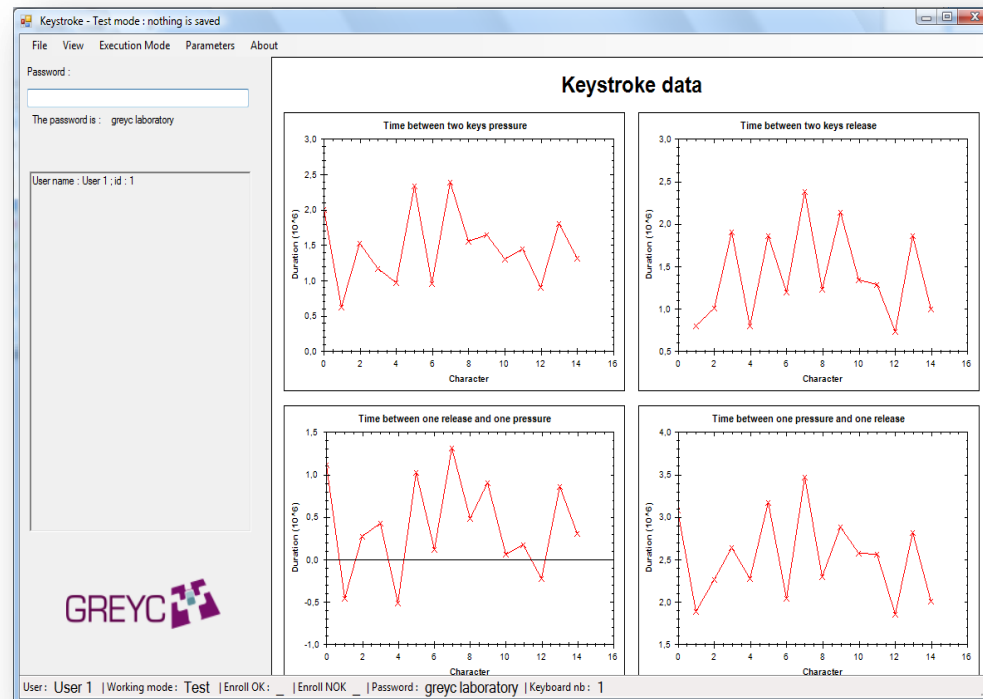 Keystroke - Test mode : nothing is saved
File View Execution Mode Parameters About
Password :
The password is : greyc laboratory
User name : User 1 ; id : 1
GREYC
Keystroke data
Time between two keys pressure
Duration (10^6)
3,0
2,5
2,0
1,5
1,0
0,5
0,0
0 2 4 6 8 10 12 14 16
Character
Time between two keys release
Duration (10^6)
3,0
2,5
2,0
1,5
1,0
0,5
0 2 4 6 8 10 12 14 16
Character
Time between one release and one pressure
Duration (10^6)
1,5
1,0
0,5
0,0
-0,5
-1,0
0 2 4 6 8 10 12 14 16
Character
Time between one pressure and one release
Duration (10^6)
4,0
3,5
3,0
2,5
2,0
1,5
0 2 4 6 8 10 12 14 16
Character
User : User 1 | Working mode : Test | Enroll OK : _ | Enroll NOK _ | Password : greyc laboratory | Keyboard nb : 1